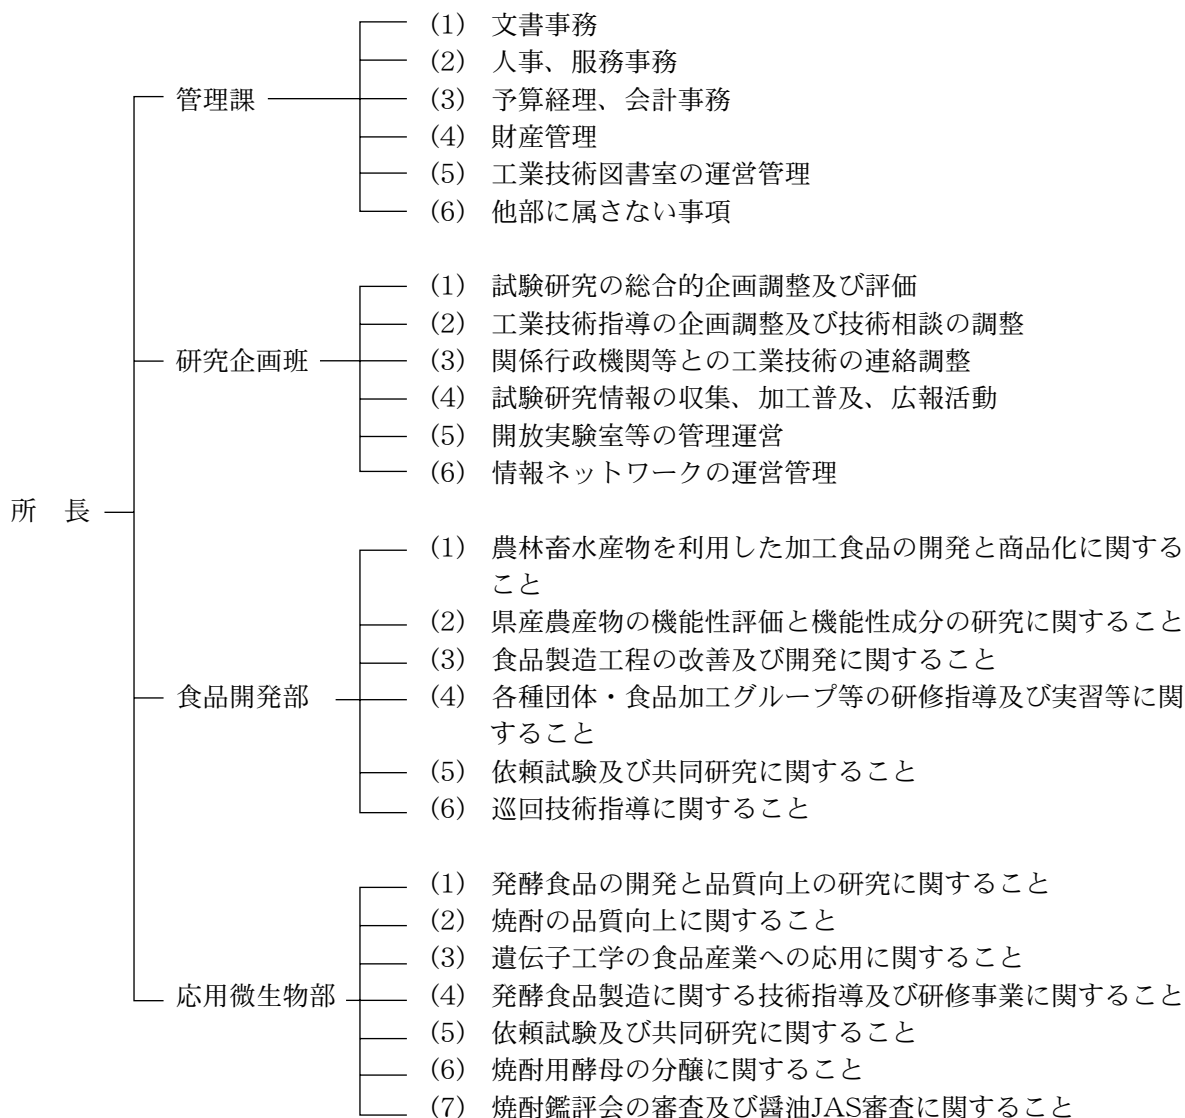 (1) 文書事務
(2) 人事、服務事務
管理課
(3) 予算経理、会計事務
(4) 財産管理
(5) 工業技術図書室の運営管理
(6) 他部に属さない事項
(1) 試験研究の総合的企画調整及び評価
(2) 工業技術指導の企画調整及び技術相談の調整
研究企画班
(3) 関係行政機関等との工業技術の連絡調整
(4) 試験研究情報の収集、加工普及、広報活動
(5) 開放実験室等の管理運営
(6) 情報ネットワークの運営管理
所 長
(1) 農林畜水産物を利用した加工食品の開発と商品化に関する
こと
(2) 県産農産物の機能性評価と機能性成分の研究に関すること
(3) 食品製造工程の改善及び開発に関すること
食品開発部
(4) 各種団体・食品加工グループ等の研修指導及び実習等に関
すること
(5) 依頼試験及び共同研究に関すること
(6) 巡回技術指導に関すること
(1) 発酵食品の開発と品質向上の研究に関すること
(2) 焼酎の品質向上に関すること
(3) 遺伝子工学の食品産業への応用に関すること
応用微生物部
(4) 発酵食品製造に関する技術指導及び研修事業に関すること
(5) 依頼試験及び共同研究に関すること
(6) 焼酎用酵母の分醸に関すること
(7) 焼酎鑑評会の審査及び醤油JAS審査に関すること